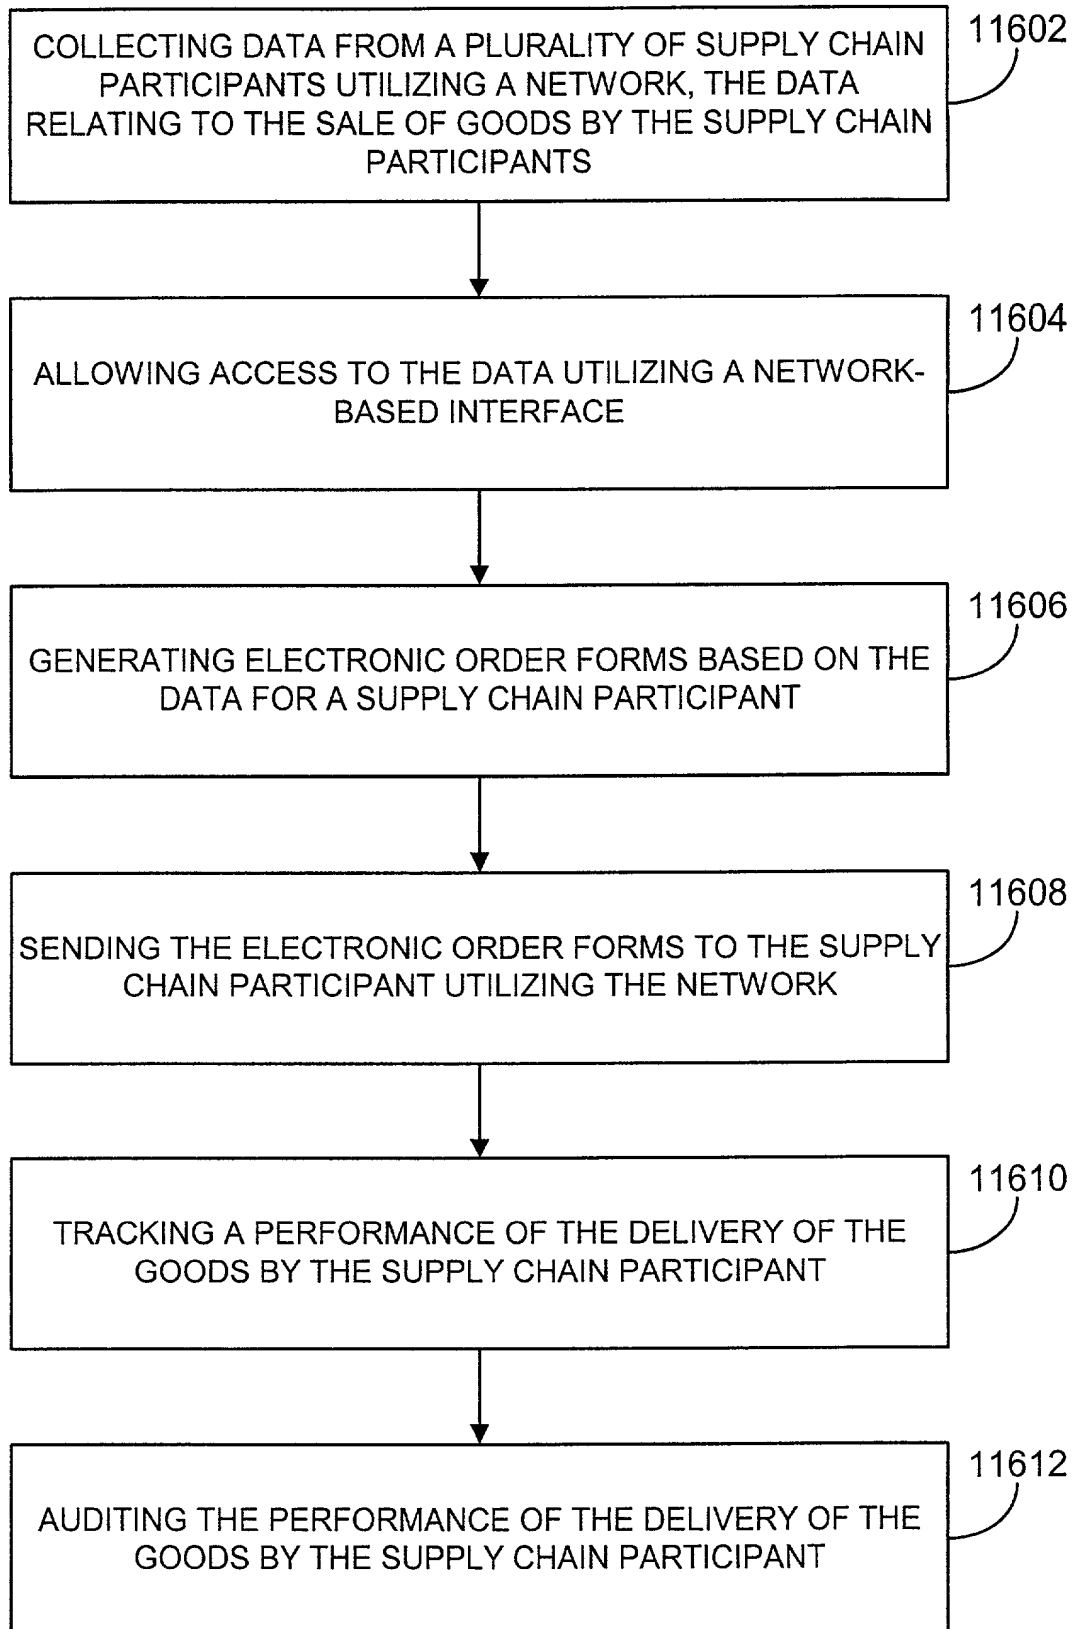 COLLECTING DATA FROM A PLURALITY OF SUPPLY CHAIN
PARTICIPANTS UTILIZING A NETWORK, THE DATA
RELATING TO THE SALE OF GOODS BY THE SUPPLY CHAIN
PARTICIPANTS
11602
ALLOWING ACCESS TO THE DATA UTILIZING A NETWORK-
BASED INTERFACE
11604
GENERATING ELECTRONIC ORDER FORMS BASED ON THE
DATA FOR A SUPPLY CHAIN PARTICIPANT
11606
SENDING THE ELECTRONIC ORDER FORMS TO THE SUPPLY
CHAIN PARTICIPANT UTILIZING THE NETWORK
11608
TRACKING A PERFORMANCE OF THE DELIVERY OF THE
GOODS BY THE SUPPLY CHAIN PARTICIPANT
11610
AUDITING THE PERFORMANCE OF THE DELIVERY OF THE
GOODS BY THE SUPPLY CHAIN PARTICIPANT
11612